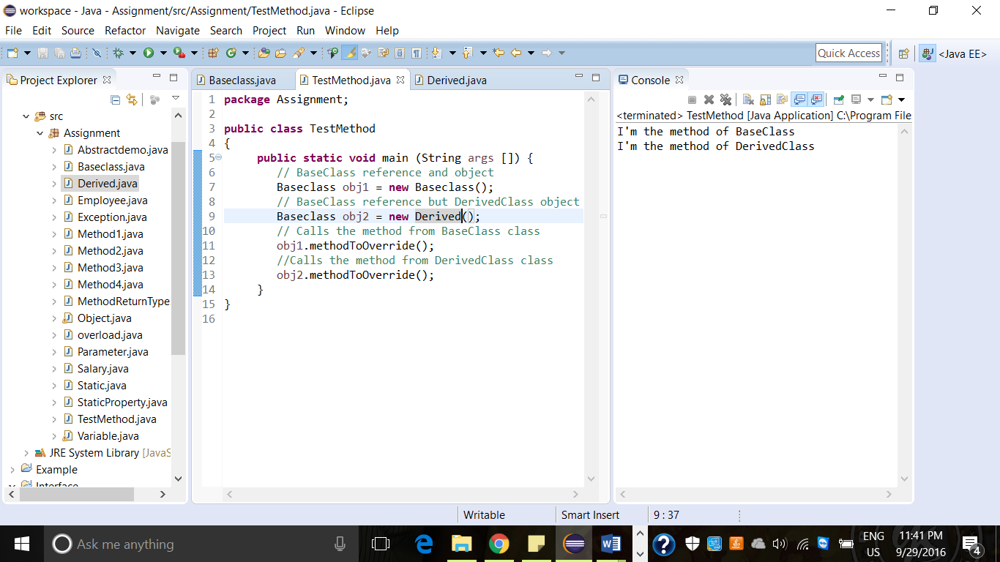 workspace - Java - Assignment/src/Assignment/TestMethod.java - Eclipse
File Edit Source Refactor Navigate Search Project Run Window Help
Quick Access <Java EE>
Project Explorer
src
Assignment
Abstractdemo.java
Baseclass.java
Derived.java
Employee.java
Exception.java
Method1.java
Method2.java
Method3.java
Method4.java
MethodReturnType
Object.java
overload.java
Parameter.java
Salary.java
Static.java
StaticProperty.java
TestMethod.java
Variable.java
JRE System Library [JavaS
Example
Interface
Baseclass.java TestMethod.java Derived.java
1 package Assignment;
2
3 public class TestMethod
4 {
5 public static void main (String args []) {
6 // BaseClass reference and object
7 Baseclass obj1 = new Baseclass();
8 // BaseClass reference but DerivedClass object
9 Baseclass obj2 = new Derived();
10 // Calls the method from BaseClass class
11 obj1.methodToOverride();
12 //Calls the method from DerivedClass class
13 obj2.methodToOverride();
14 }
15 }
16
Console
<terminated> TestMethod [Java Application] C:\Program File
I'm the method of BaseClass
I'm the method of DerivedClass
Writable Smart Insert 9 : 37
Ask me anything
ENG
US
11:41 PM
9/29/2016
4